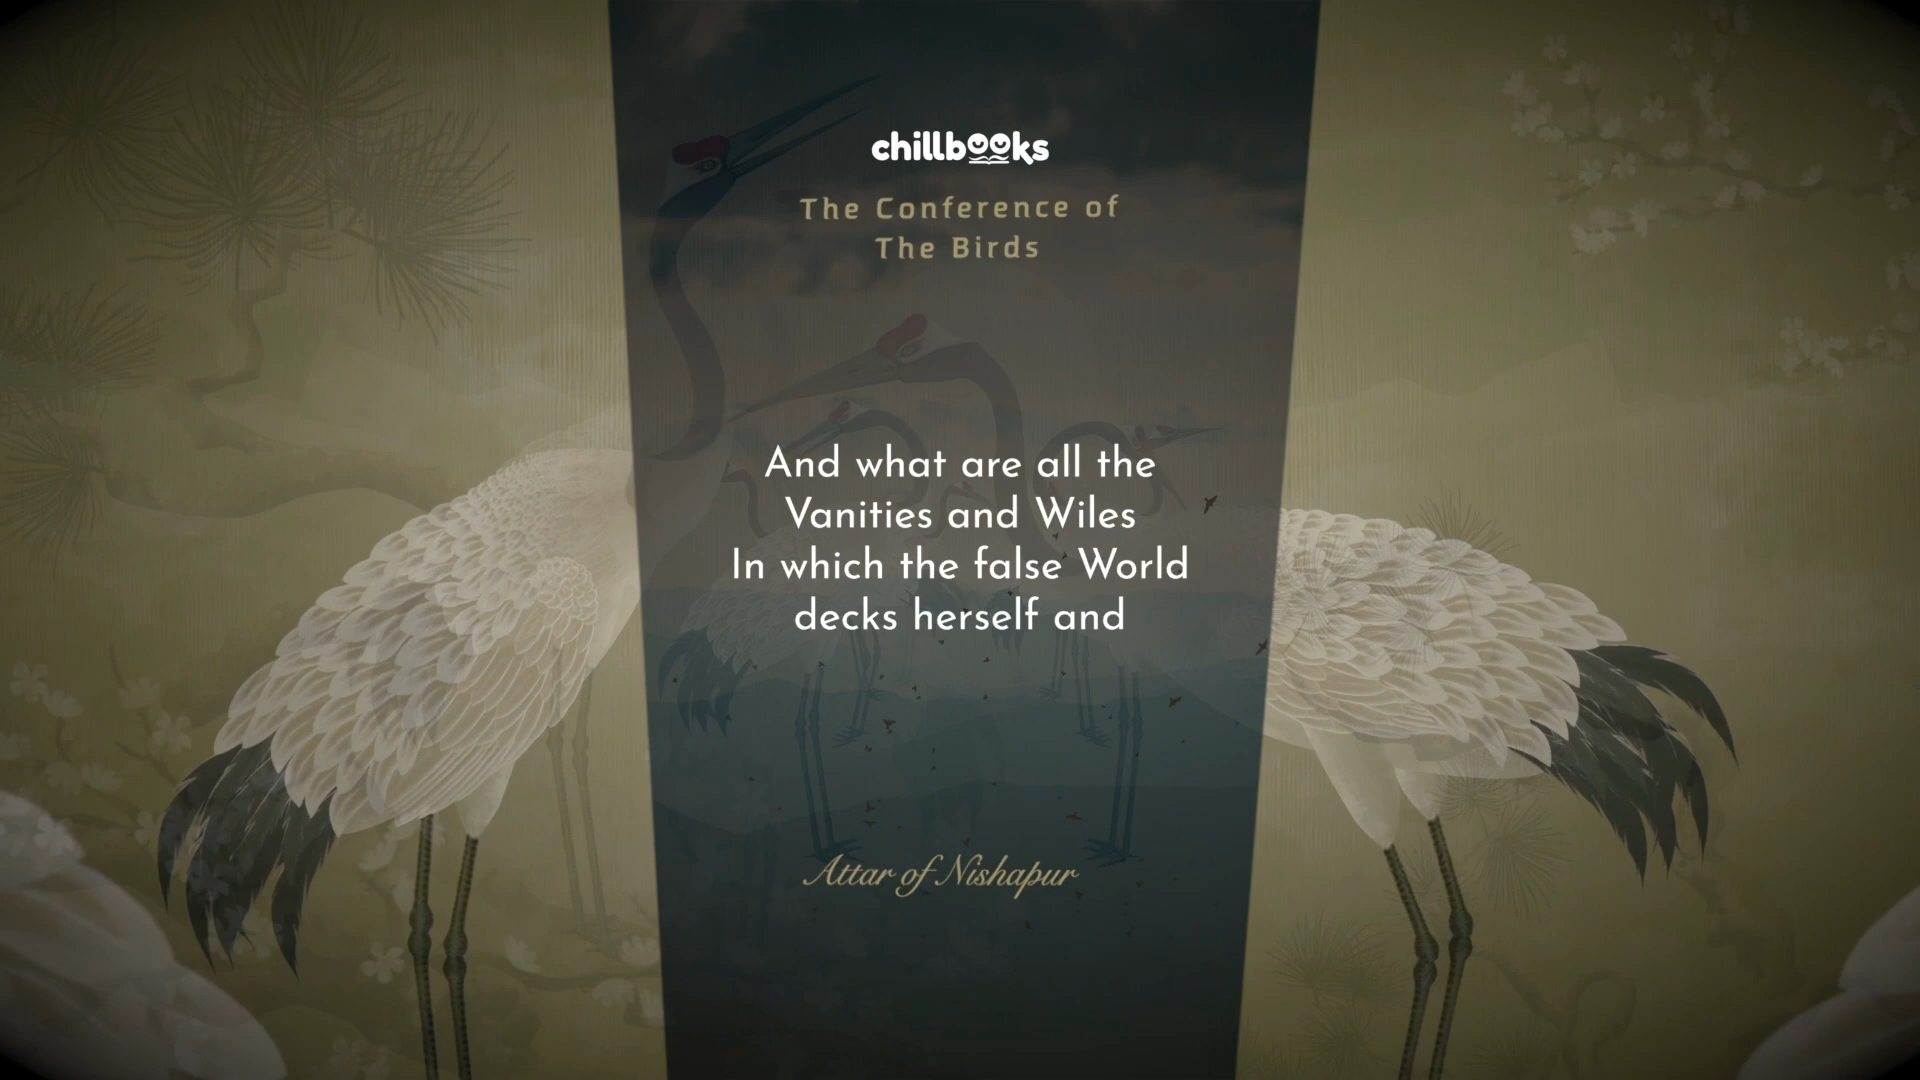 chillbooks
The Conference of
The Birds
And what are all the
Vanities and Wiles
In which the false World
decks herself and
Attar of Nishapur